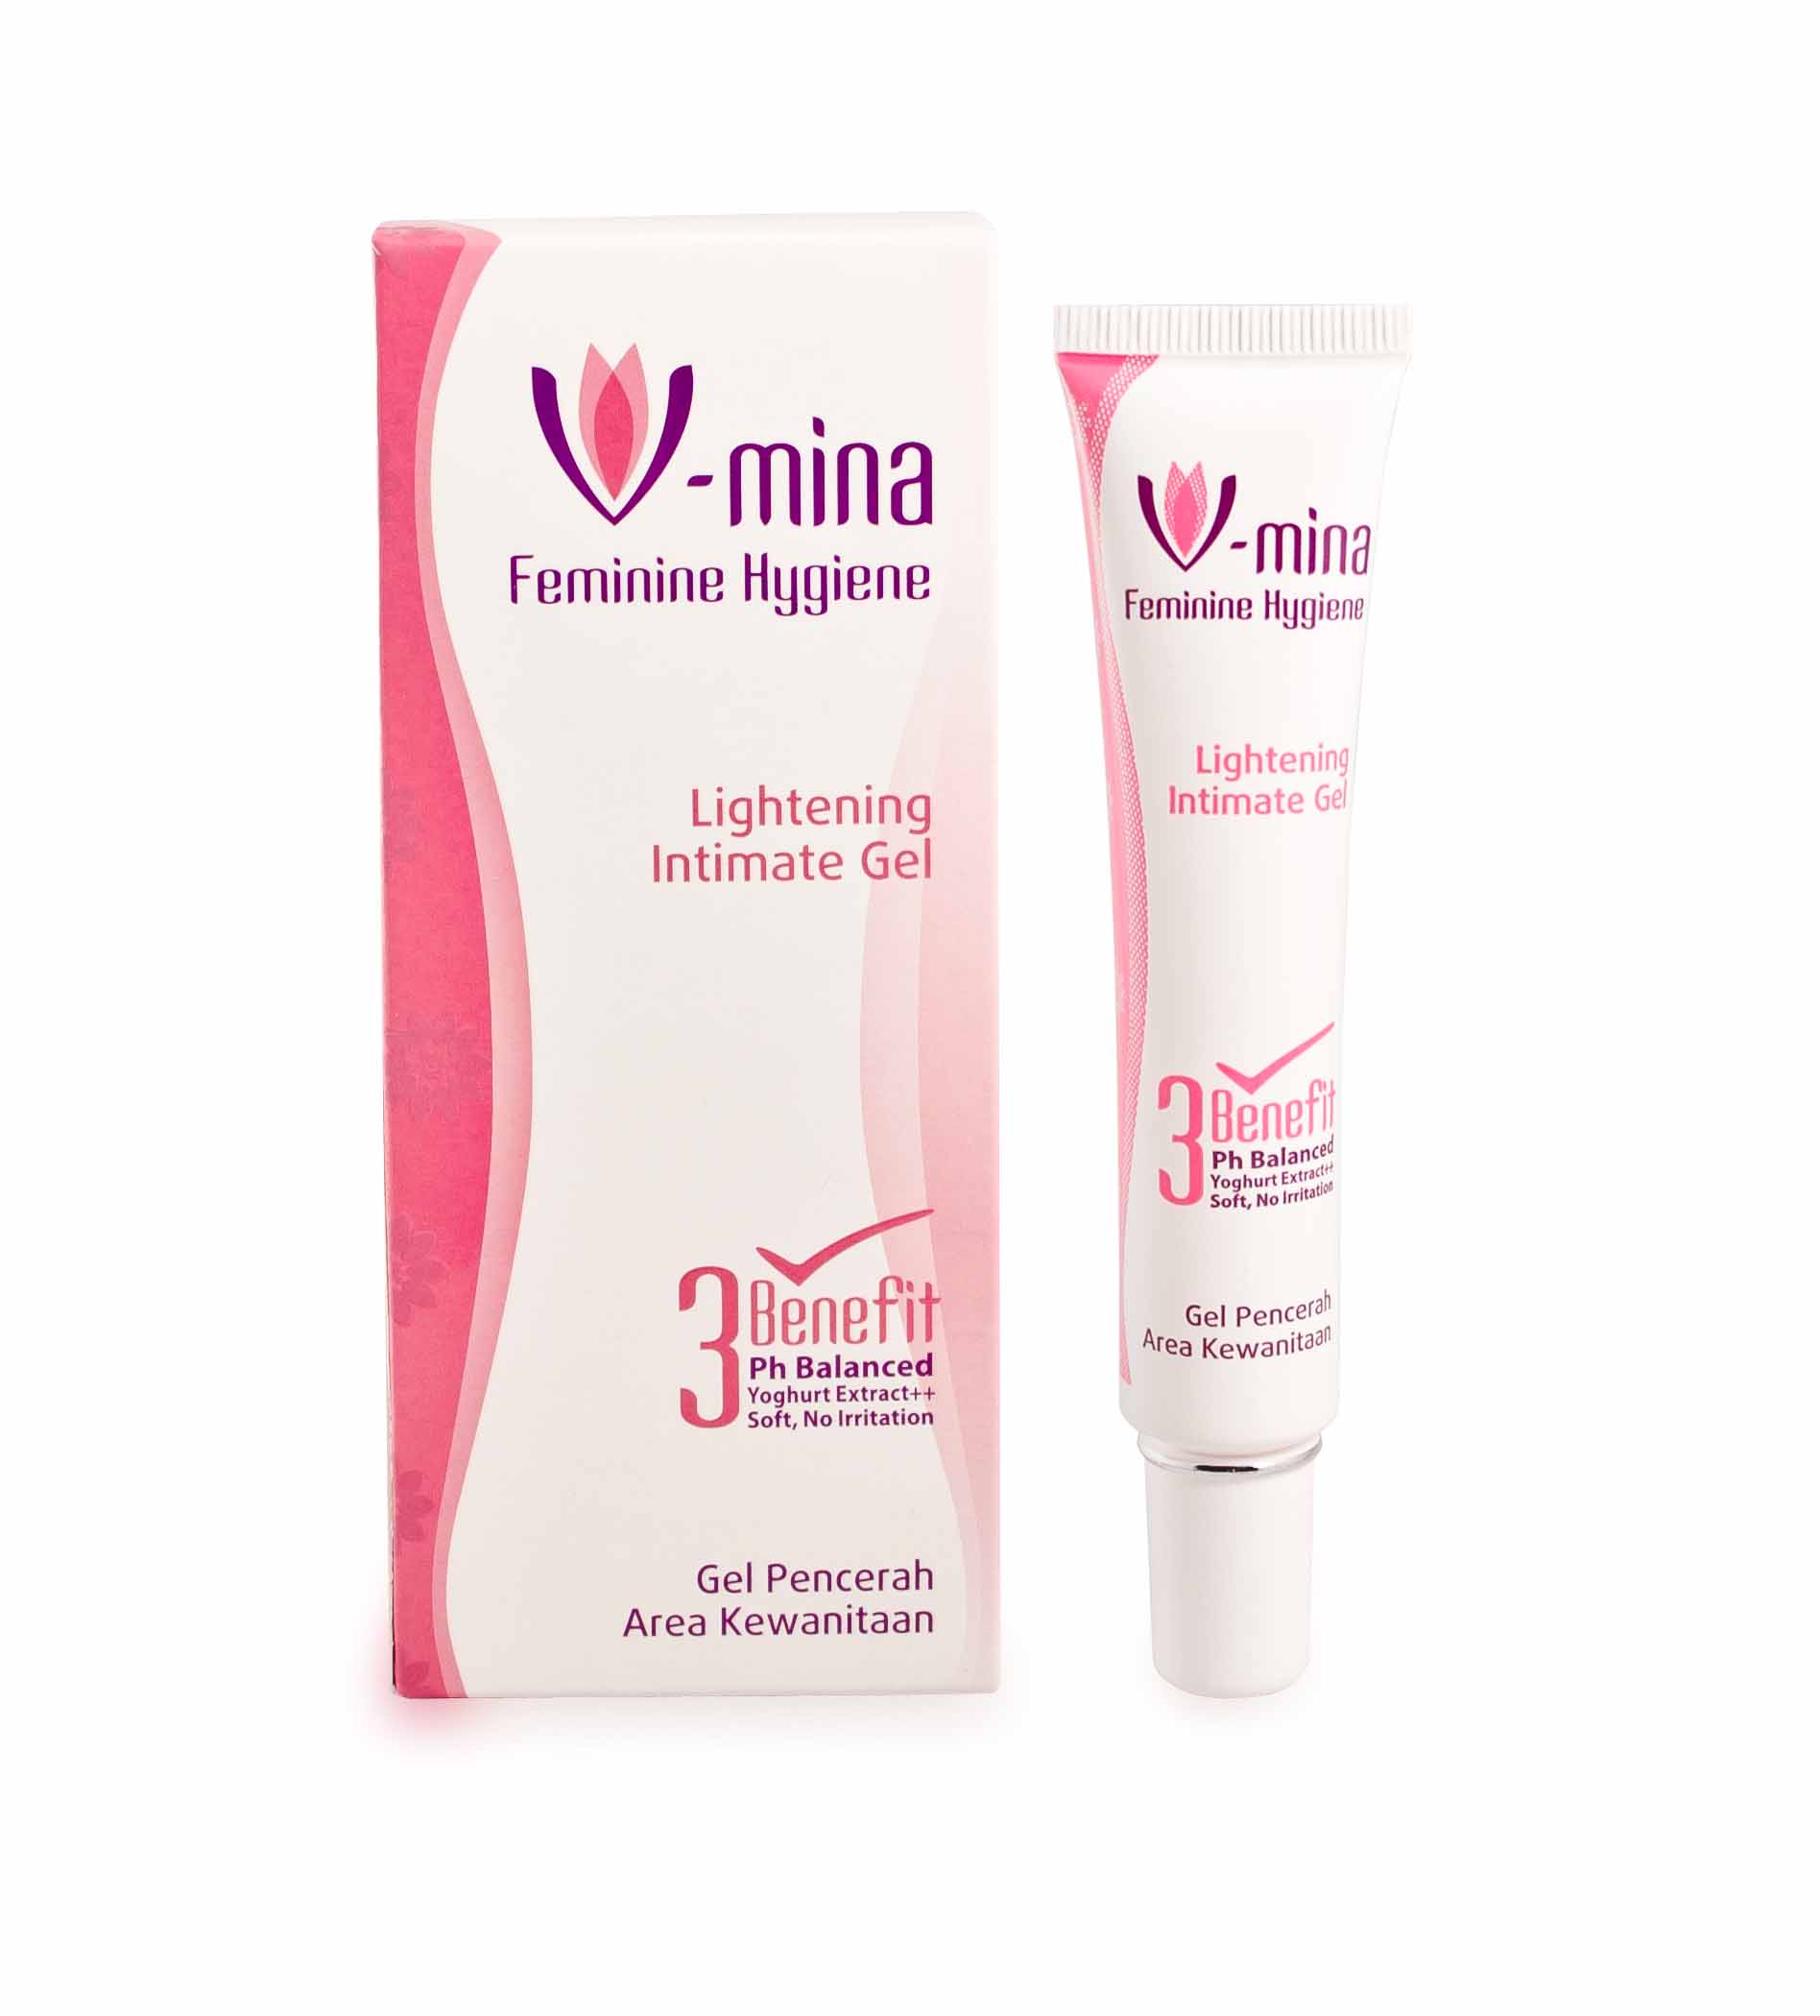 V-mina
Feminine Hygiene
Lightening
Intimate Gel
3 Benefit
Ph Balanced
Yoghurt Extract++
Soft, No Irritation
Gel Pencerah
Area Kewanitaan
V-mina
Feminine Hygiene
Lightening
Intimate Gel
3 Benefit
Ph Balanced
Yoghurt Extract++
Soft, No Irritation
Gel Pencerah
Area Kewanitaan